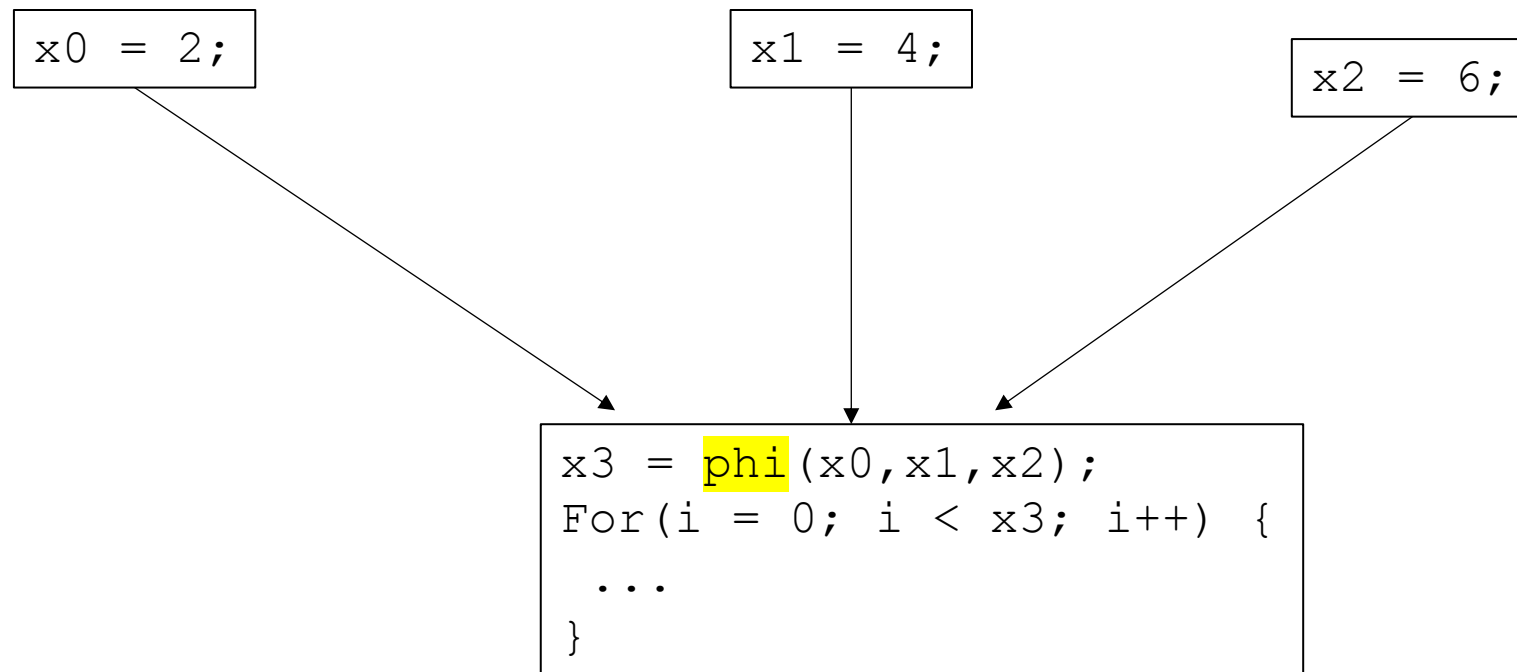 x0 = 2;
x1 = 4;
x2 = 6;
x3 = phi(x0,x1,x2);
For(i = 0; i < x3; i++) {
...
}